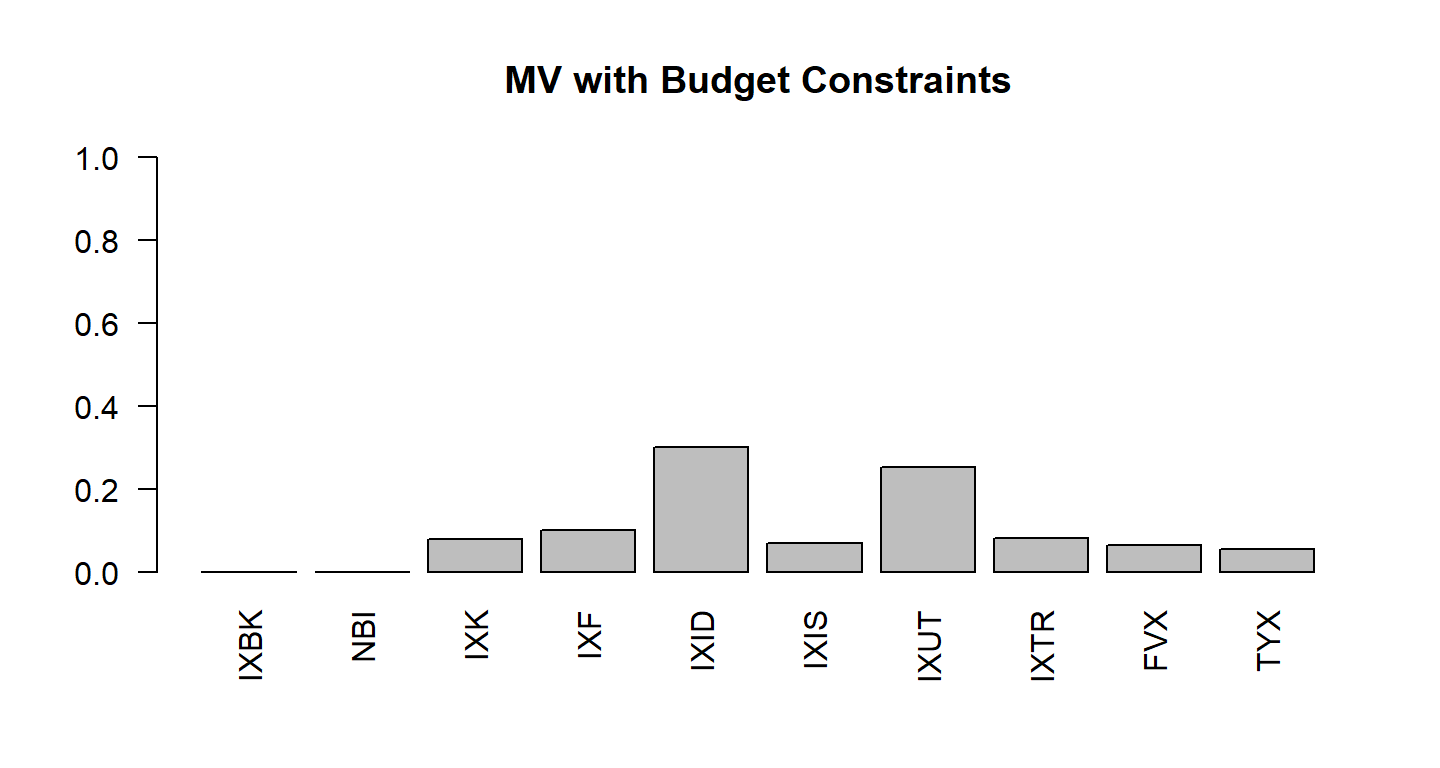 MV with Budget Constraints
1.0
0.8
0.6
0.4
0.2
0.0
IXBK
NBI
IXK
IXF
IXID
IXIS
IXUT
IXTR
FVX
TYX